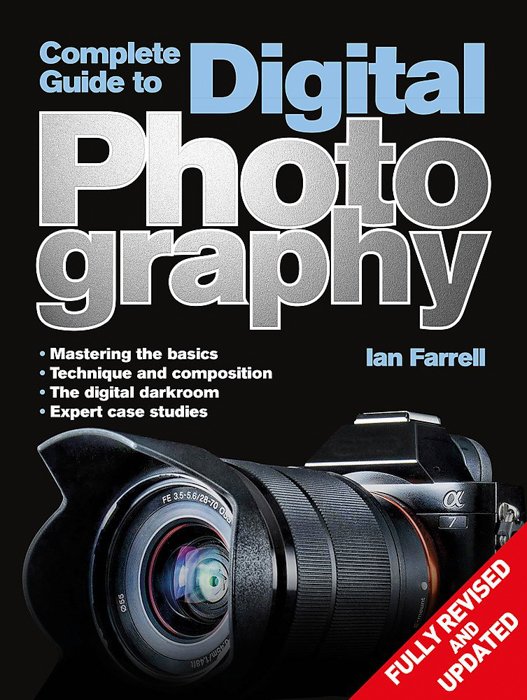 Complete
Guide to
Digital
Photo
graphy
• Mastering the basics
• Technique and composition
• The digital darkroom
• Expert case studies
Ian Farrell
FE 3.5-5.6/28-70
Ø55
α
7
FULLY REVISED
AND
UPDATED